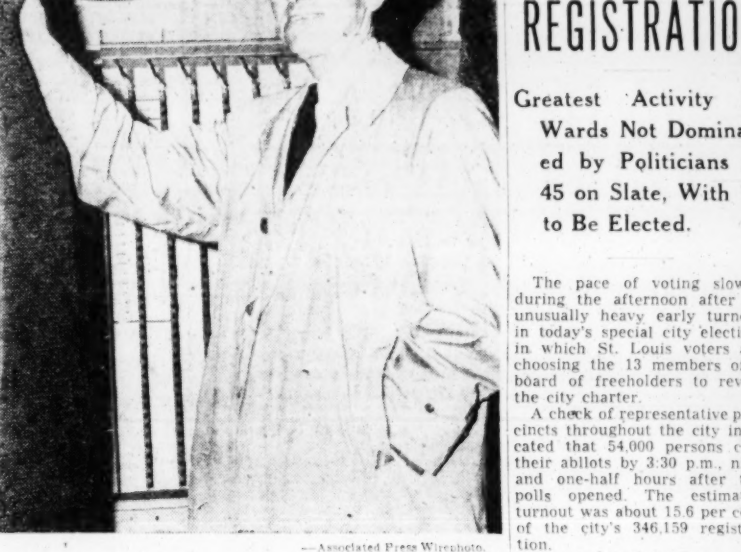 —Associated Press Wirephoto.
REGISTRATIO
Greatest Activity
Wards Not Domina
ed by Politicians
45 on Slate, With
to Be Elected.
The pace of voting slow
during the afternoon after
unusually heavy early turno
in today's special city electi
in which St. Louis voters a
choosing the 13 members o
board of freeholders to rev
the city charter.
A check of representative p
cincts throughout the city in
cated that 54,000 persons c
their abllots by 3:30 p.m., n
and one-half hours after t
polls opened. The estima
turnout was about 15.6 per c
of the city's 346,159 regist
tion.